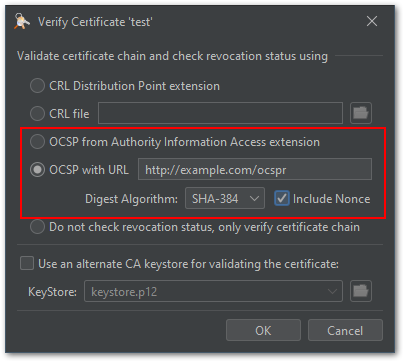 Verify Certificate 'test'
Validate certificate chain and check revocation status using
CRL Distribution Point extension
CRL file
OCSP from Authority Information Access extension
OCSP with URL http://example.com/ocspr
Digest Algorithm: SHA-384 Include Nonce
Do not check revocation status, only verify certificate chain
Use an alternate CA keystore for validating the certificate:
KeyStore: keystore.p12
OK Cancel